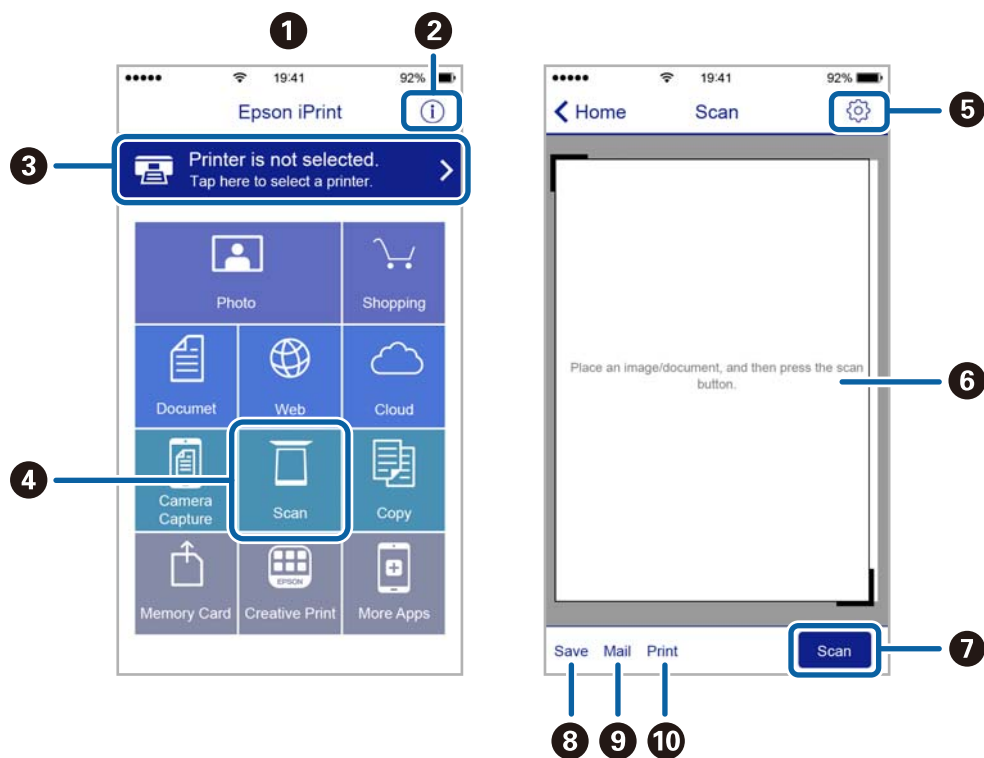 1
2
19:41
92%
Epson iPrint
i
3
Printer is not selected.
Tap here to select a printer.
Photo
Shopping
Documet
Web
Cloud
4
Camera
Capture
Scan
Copy
EPSON
Memory Card
Creative Print
More Apps
19:41
92%
Home
Scan
5
Place an image/document, and then press the scan
button.
6
Save
Mail
Print
Scan
7
8
9
10